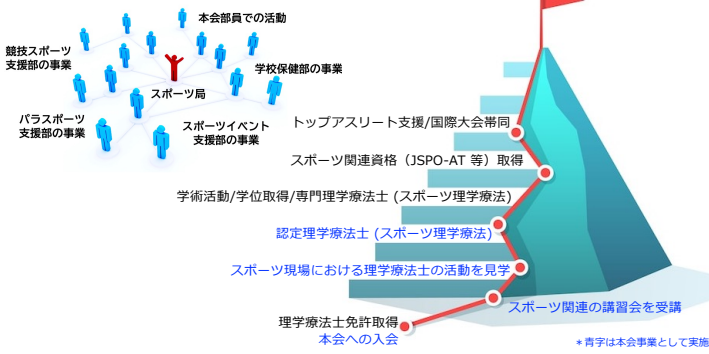 本会部員での活動
競技スポーツ
支援部の事業
学校保健部の事業
スポーツ局
パラスポーツ
支援部の事業
スポーツイベント
支援部の事業
トップアスリート支援/国際大会帯同
スポーツ関連資格（JSPO-AT 等）取得
学術活動/学位取得/専門理学療法士 (スポーツ理学療法)
認定理学療法士 (スポーツ理学療法)
スポーツ現場における理学療法士の活動を見学
スポーツ関連の講習会を受講
理学療法士免許取得
本会への入会
＊青字は本会事業として実施